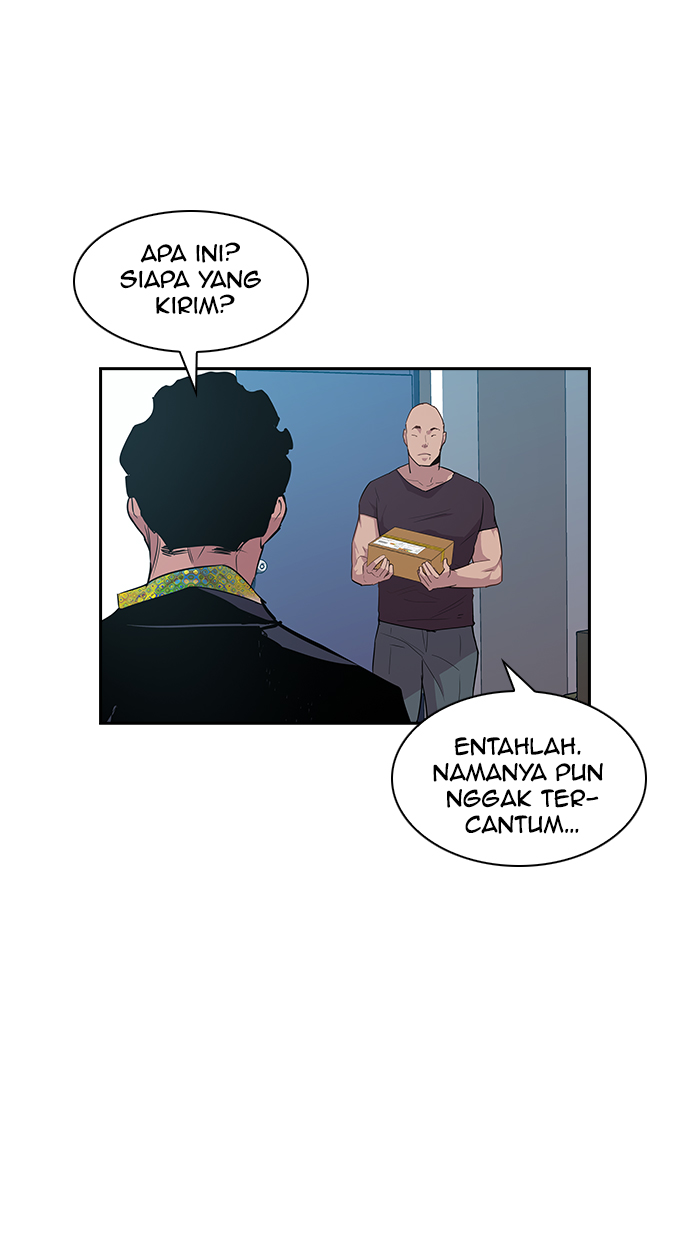 APA INI?
SIAPA YANG
KIRIM?
ENTAHLAH.
NAMANYA PUN
NGGAK TER-
CANTUM...